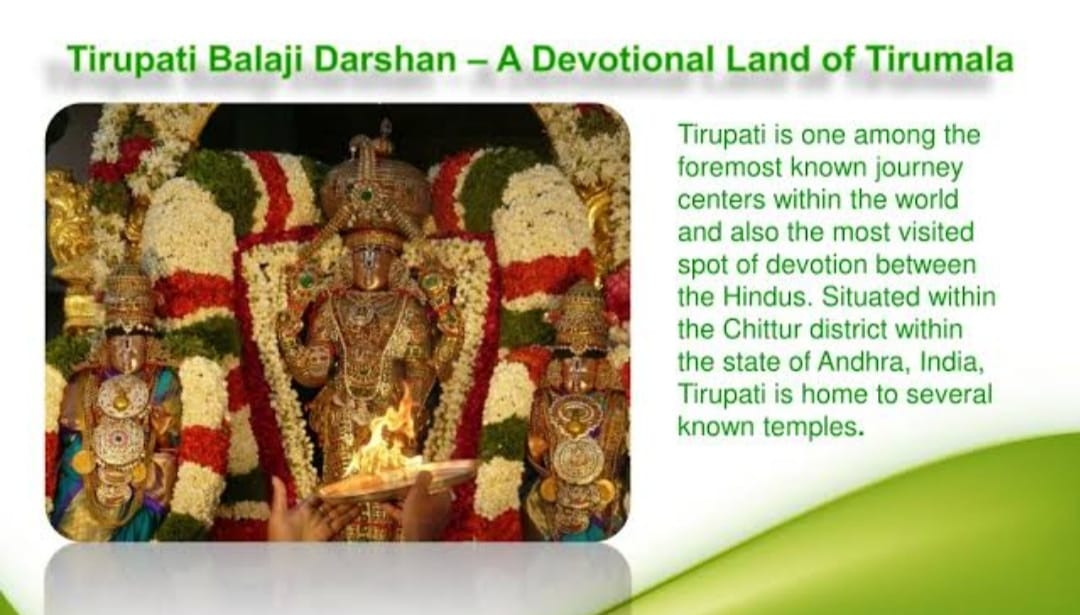 Tirupati Balaji Darshan – A Devotional Land of Tirumala
Tirupati is one among the
foremost known journey
centers within the world
and also the most visited
spot of devotion between
the Hindus. Situated within
the Chittur district within
the state of Andhra, India,
Tirupati is home to several
known temples.